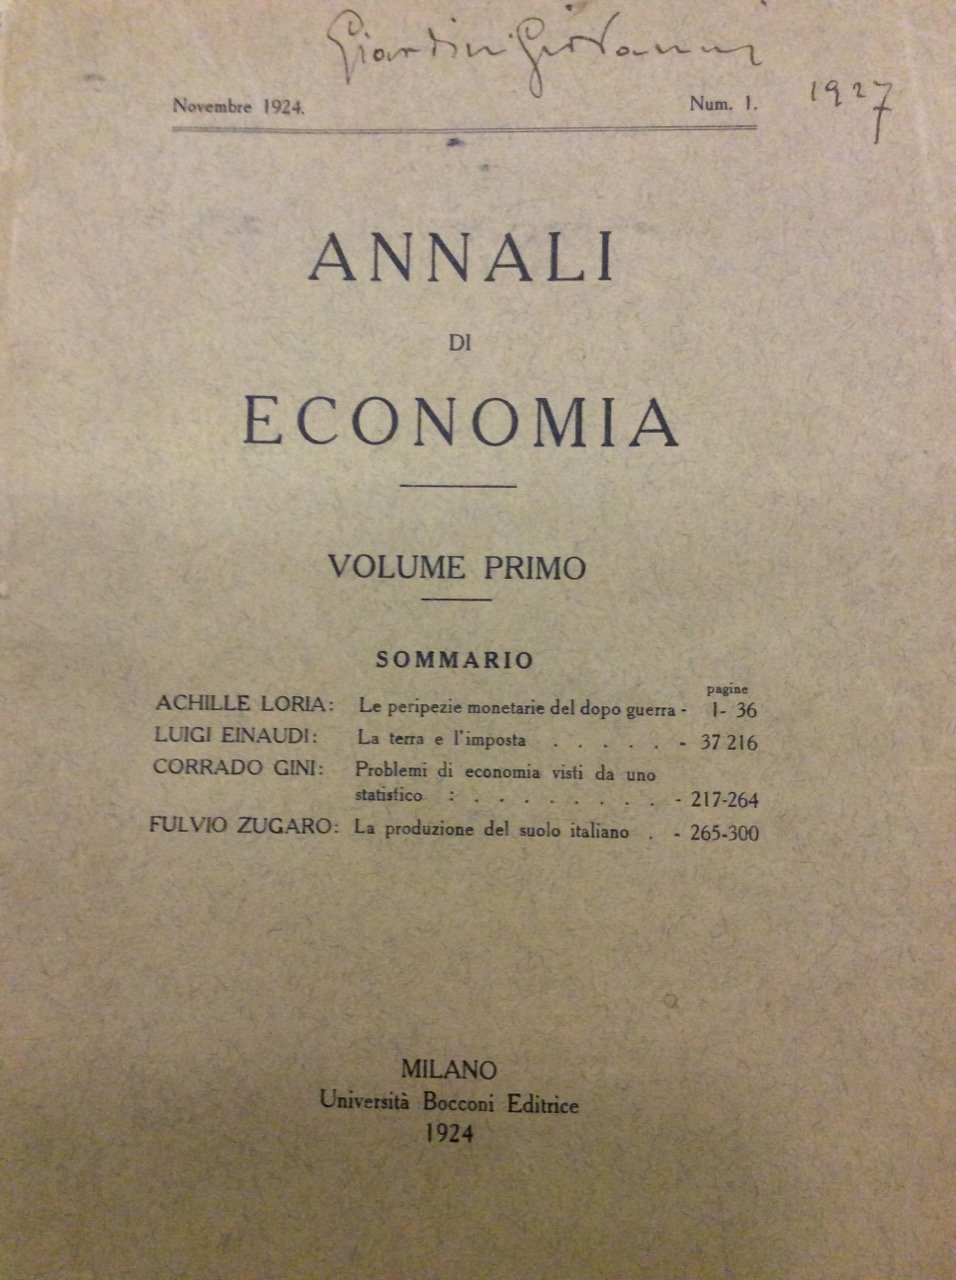 Giardini Giovanni
1927
Novembre 1924. Num. 1.
ANNALI
DI
ECONOMIA
VOLUME PRIMO
SOMMARIO
pagine
ACHILLE LORIA: Le peripezie monetarie del dopo guerra - 1- 36
LUIGI EINAUDI: La terra e l'imposta . . . . . - 37 216
CORRADO GINI: Problemi di economia visti da uno
statistico : . . . . . . . . - 217-264
FULVIO ZUGARO: La produzione del suolo italiano . - 265-300
MILANO
Università Bocconi Editrice
1924